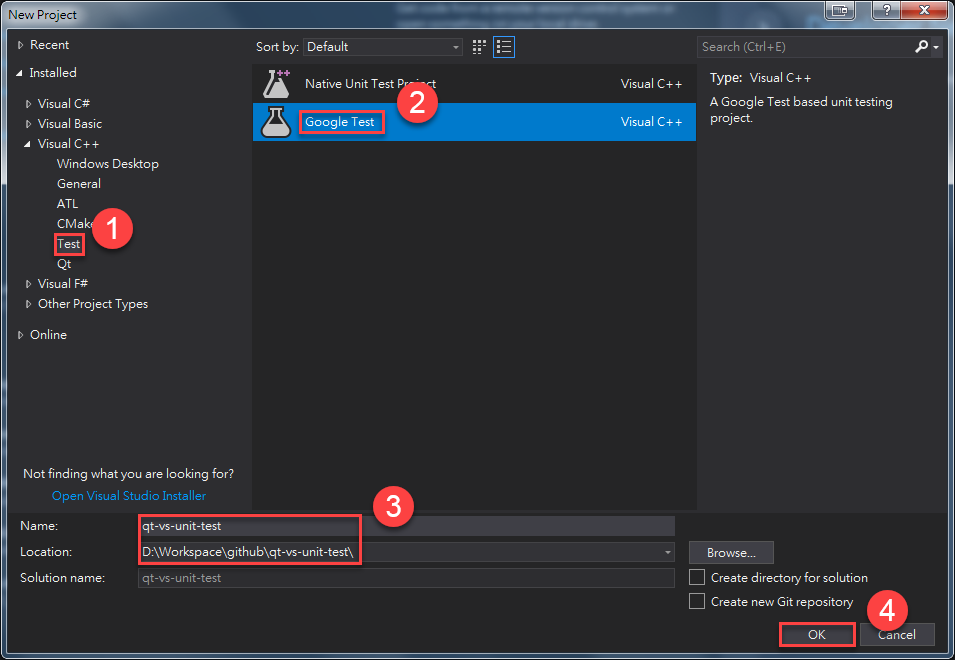 New Project
Recent
Installed
Visual C#
Visual Basic
Visual C++
Windows Desktop
General
ATL
CMake
Test
Qt
Visual F#
Other Project Types
Online
Not finding what you are looking for?
Open Visual Studio Installer
1
Sort by: Default
Native Unit Test Project Visual C++
Google Test Visual C++
2
Search (Ctrl+E)
Type: Visual C++
A Google Test based unit testing
project.
3
Name: qt-vs-unit-test
Location: D:\Workspace\github\qt-vs-unit-test\
Browse...
Solution name: qt-vs-unit-test
Create directory for solution
Create new Git repository
4
OK
Cancel